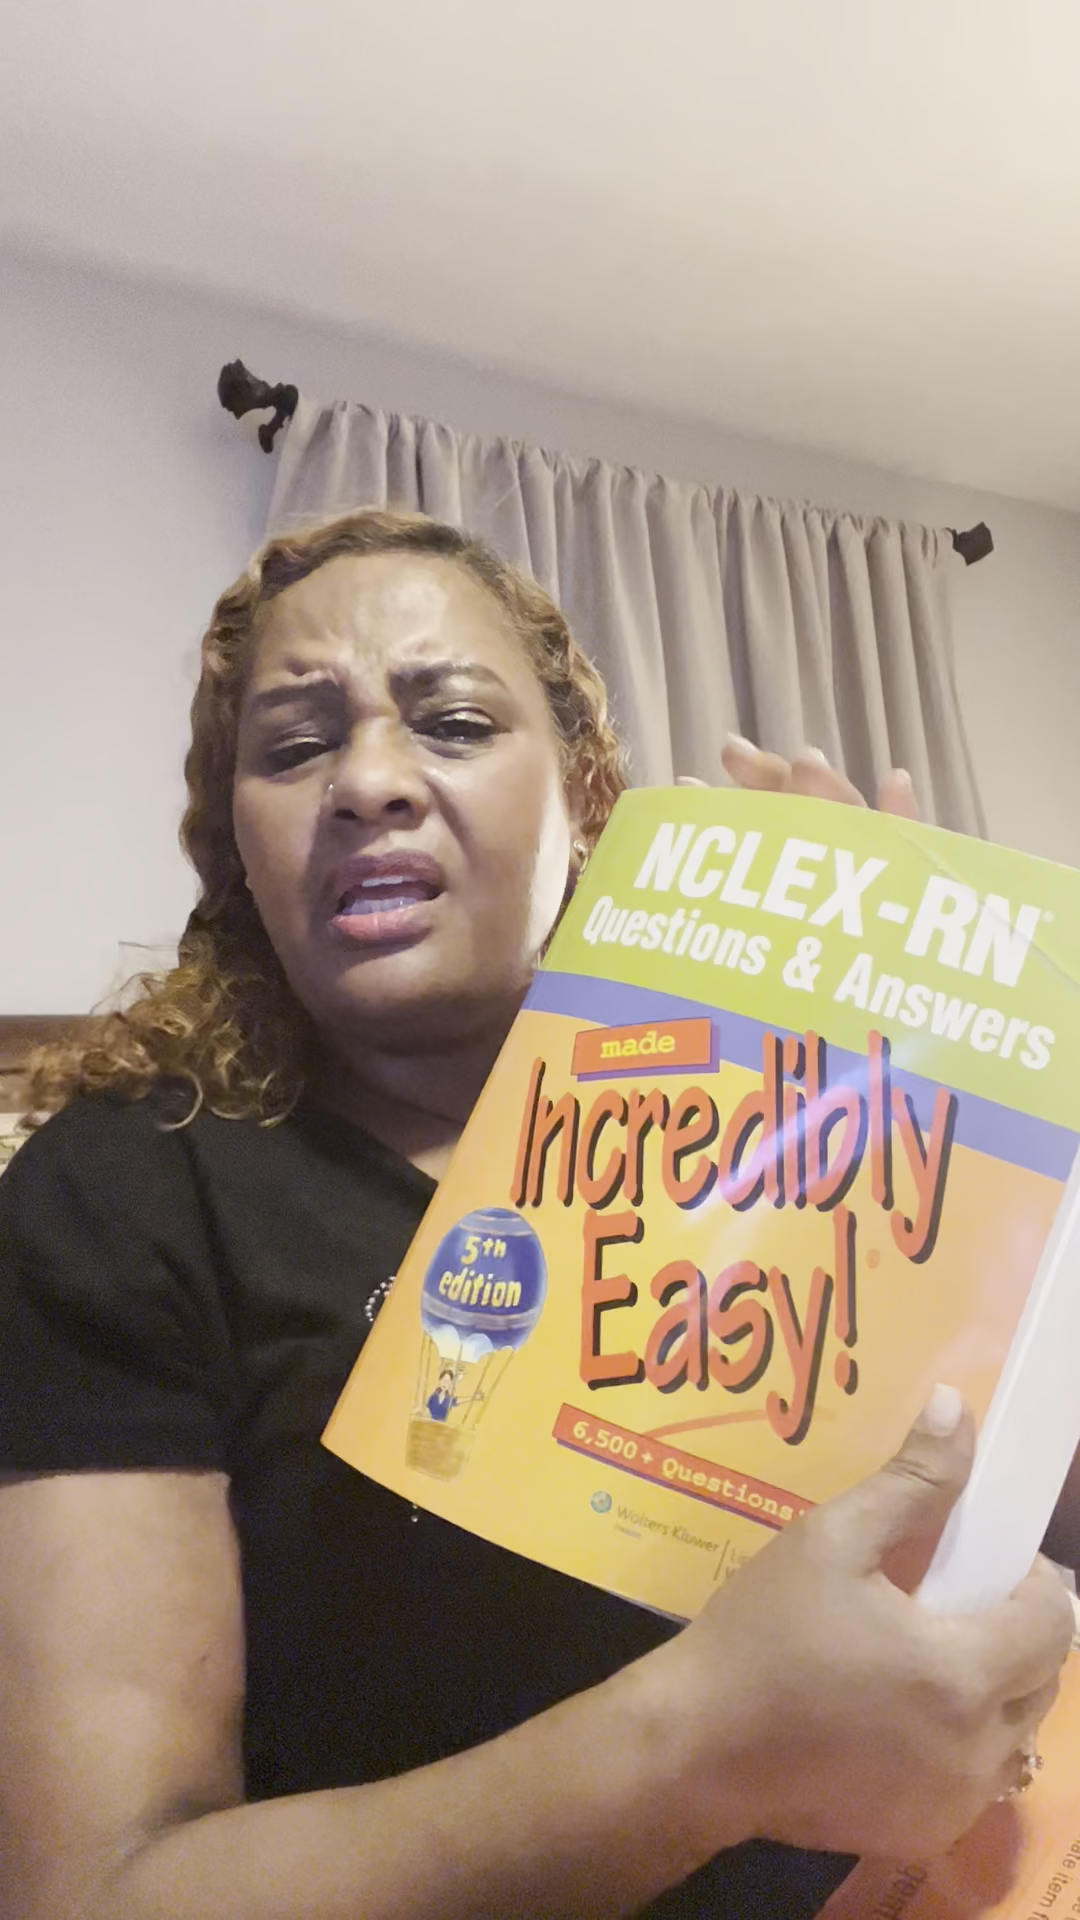 NCLEX-RN®
Questions & Answers
made
Incredibly
Easy!®
5th
edition
6,500+ Questions!
Wolters Kluwer